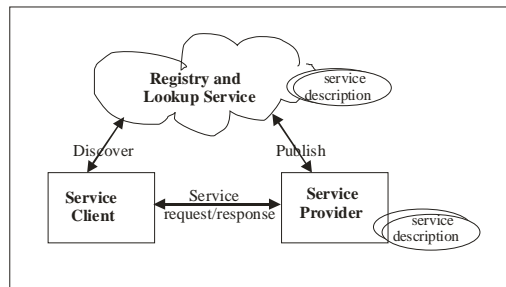 Registry and
Lookup Service
service
description
Discover
Publish
Service
Client
Service
request/response
Service
Provider
service
description